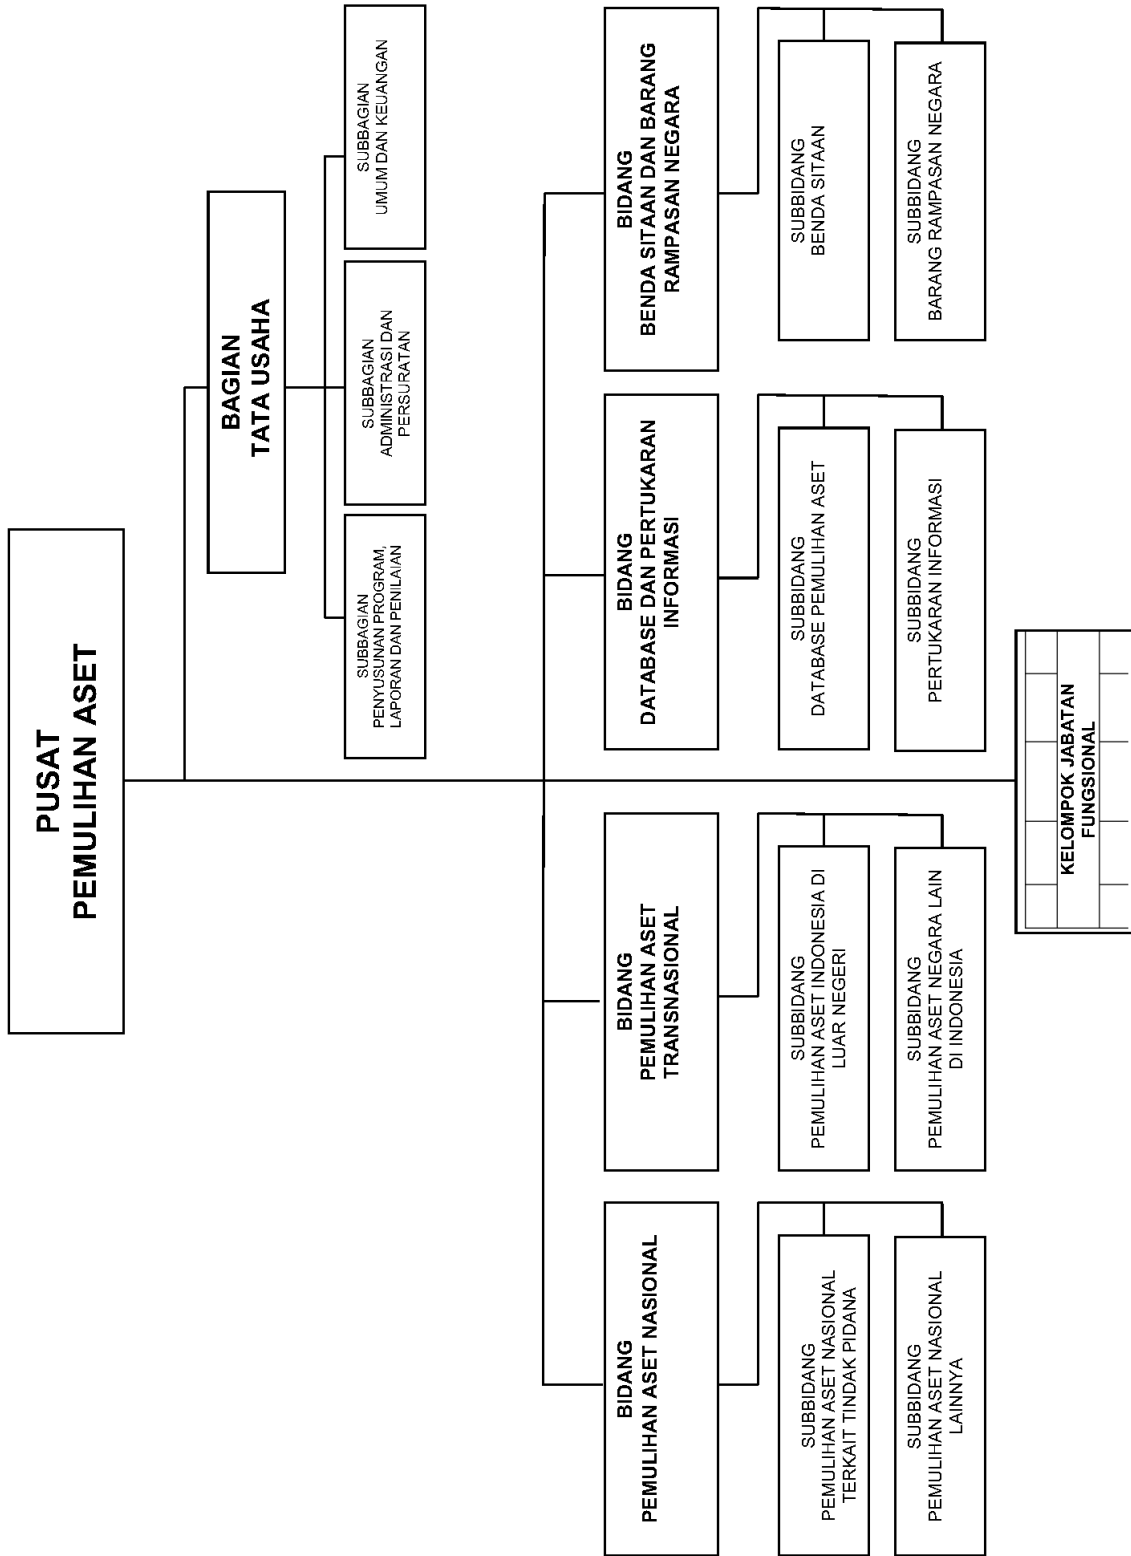 PUSAT
PEMULIHAN ASET
BAGIAN
TATA USAHA
SUBBAGIAN
PENYUSUNAN PROGRAM,
LAPORAN DAN PENILAIAN
SUBBAGIAN
ADMINISTRASI DAN
PERSURATAN
SUBBAGIAN
UMUM DAN KEUANGAN
BIDANG
PEMULIHAN ASET NASIONAL
BIDANG
PEMULIHAN ASET
TRANSNASIONAL
BIDANG
DATABASE DAN PERTUKARAN
INFORMASI
BIDANG
BENDA SITAAN DAN BARANG
RAMPASAN NEGARA
SUBBIDANG
PEMULIHAN ASET NASIONAL
TERKAIT TINDAK PIDANA
SUBBIDANG
PEMULIHAN ASET INDONESIA DI
LUAR NEGERI
SUBBIDANG
DATABASE PEMULIHAN ASET
SUBBIDANG
BENDA SITAAN
SUBBIDANG
PEMULIHAN ASET NASIONAL
LAINNYA
SUBBIDANG
PEMULIHAN ASET NEGARA LAIN
DI INDONESIA
SUBBIDANG
PERTUKARAN INFORMASI
SUBBIDANG
BARANG RAMPASAN NEGARA
KELOMPOK JABATAN
FUNGSIONAL